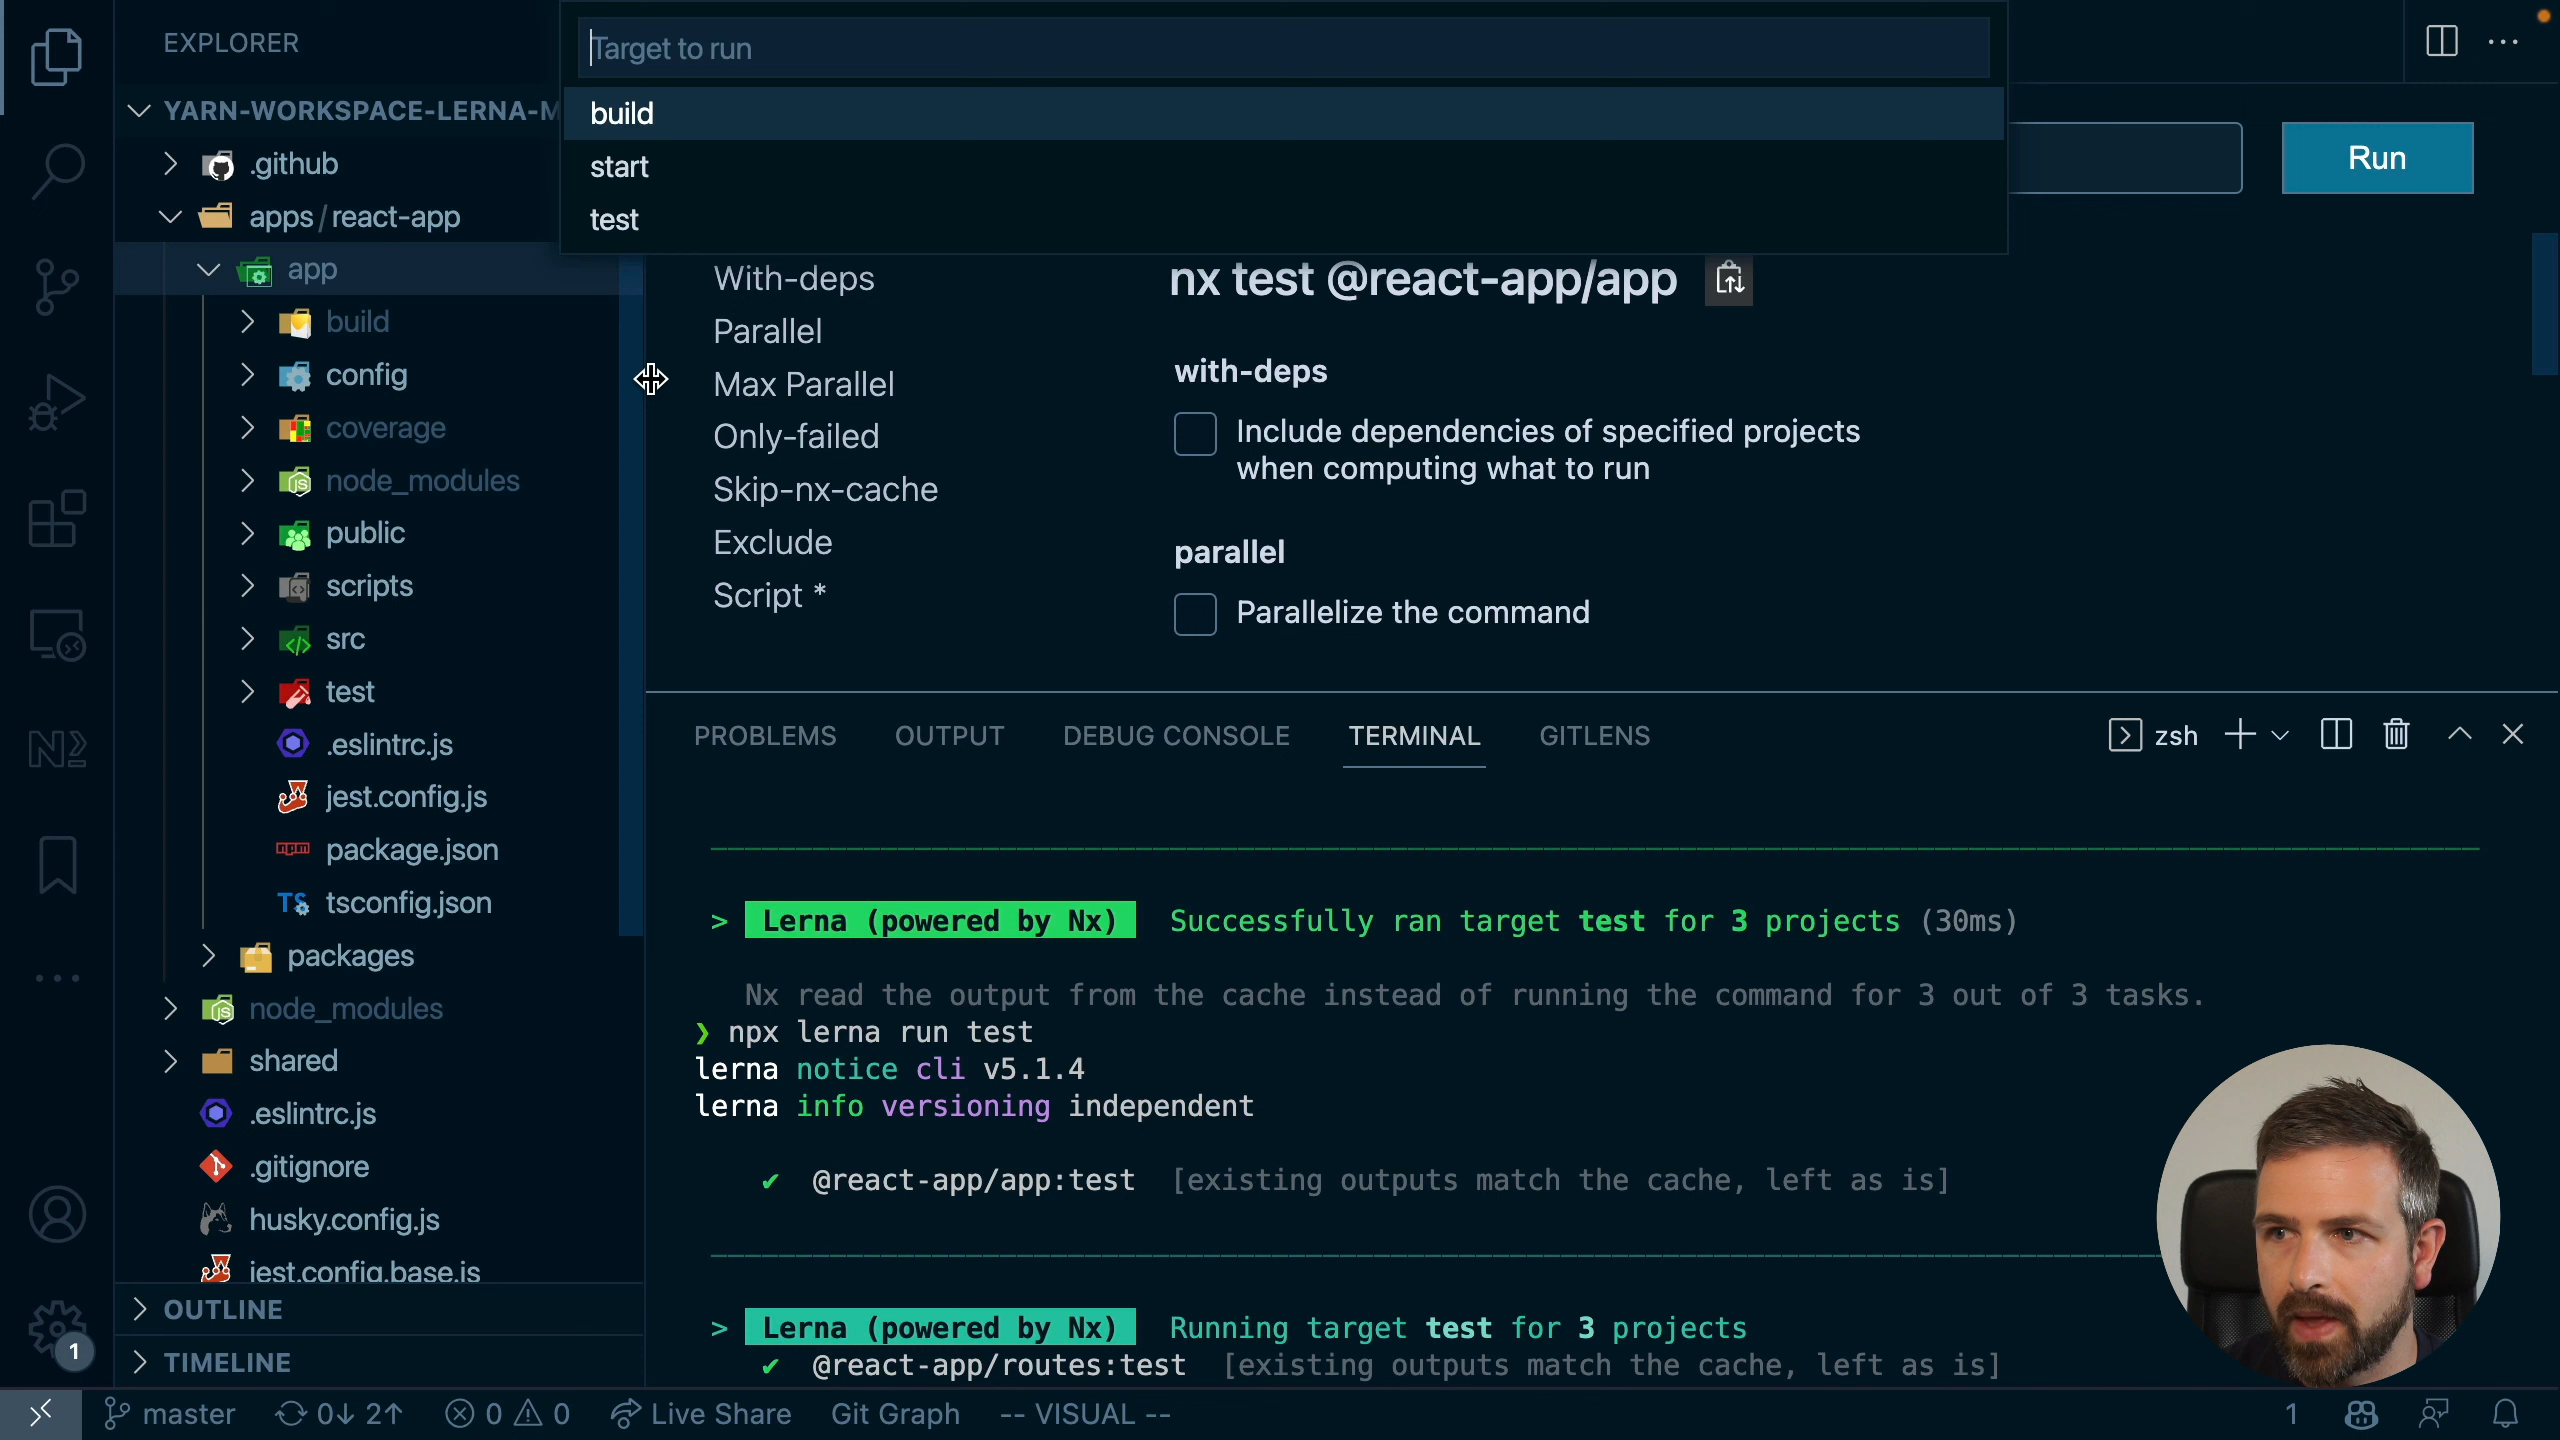 EXPLORER
Target to run
build
start
test
Run
YARN-WORKSPACE-LERNA-M
.github
apps / react-app
app
build
config
coverage
node_modules
public
scripts
src
test
.eslintrc.js
jest.config.js
package.json
TS tsconfig.json
packages
node_modules
shared
.eslintrc.js
.gitignore
husky.config.js
jest.config.base.js
OUTLINE
TIMELINE
With-deps
Parallel
Max Parallel
Only-failed
Skip-nx-cache
Exclude
Script *
nx test @react-app/app
with-deps
Include dependencies of specified projects
when computing what to run
parallel
Parallelize the command
PROBLEMS OUTPUT DEBUG CONSOLE TERMINAL GITLENS zsh
> Lerna (powered by Nx) Successfully ran target test for 3 projects (30ms)
Nx read the output from the cache instead of running the command for 3 out of 3 tasks.
❯ npx lerna run test
lerna notice cli v5.1.4
lerna info versioning independent
✔ @react-app/app:test [existing outputs match the cache, left as is]
> Lerna (powered by Nx) Running target test for 3 projects
✔ @react-app/routes:test [existing outputs match the cache, left as is]
1
master 0↓ 2↑ 0 0 Live Share Git Graph -- VISUAL -- 1